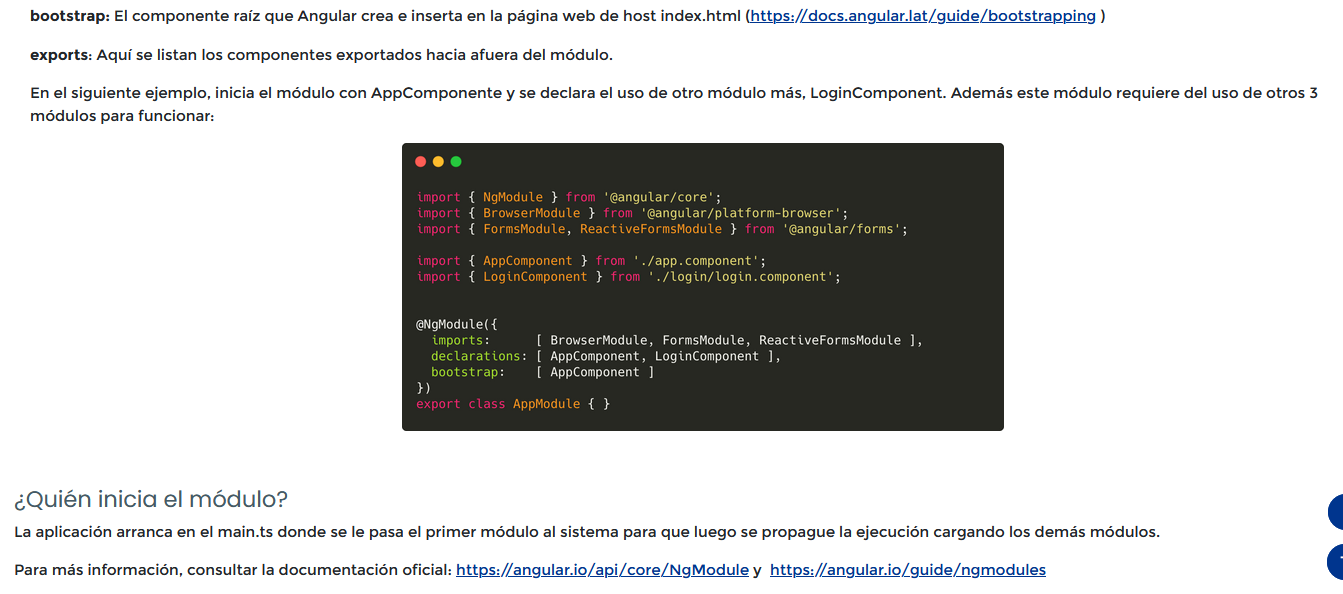 bootstrap: El componente raíz que Angular crea e inserta en la página web de host index.html (https://docs.angular.lat/guide/bootstrapping )
exports: Aquí se listan los componentes exportados hacia afuera del módulo.
En el siguiente ejemplo, inicia el módulo con AppComponente y se declara el uso de otro módulo más, LoginComponent. Además este módulo requiere del uso de otros 3
módulos para funcionar:
import { NgModule } from '@angular/core';
import { BrowserModule } from '@angular/platform-browser';
import { FormsModule, ReactiveFormsModule } from '@angular/forms';
import { AppComponent } from './app.component';
import { LoginComponent } from './login/login.component';
@NgModule({
  imports:      [ BrowserModule, FormsModule, ReactiveFormsModule ],
  declarations: [ AppComponent, LoginComponent ],
  bootstrap:    [ AppComponent ]
})
export class AppModule { }
¿Quién inicia el módulo?
La aplicación arranca en el main.ts donde se le pasa el primer módulo al sistema para que luego se propague la ejecución cargando los demás módulos.
Para más información, consultar la documentación oficial: https://angular.io/api/core/NgModule y  https://angular.io/guide/ngmodules